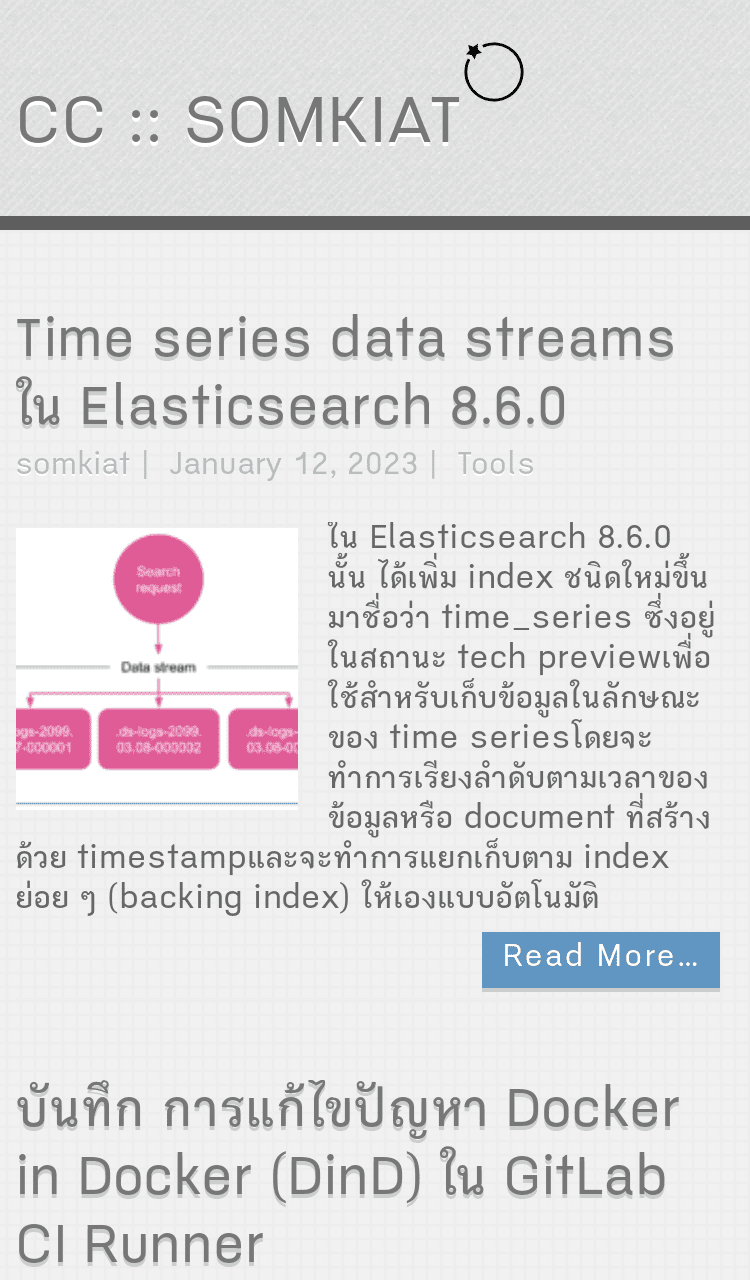 CC :: SOMKIAT
Time series data streams
ใน Elasticsearch 8.6.0
somkiat | January 12, 2023 | Tools
Search
request
Data stream
ogs-2099.
7-000001
.ds-logs-2099.
03.08-000002
.ds-logs-
03.08-00
ใน Elasticsearch 8.6.0
นั้น ได้เพิ่ม index ชนิดใหม่ขึ้น
มาชื่อว่า time_series ซึ่งอยู่
ในสถานะ tech previewเพื่อ
ใช้สำหรับเก็บข้อมูลในลักษณะ
ของ time seriesโดยจะ
ทำการเรียงลำดับตามเวลาของ
ข้อมูลหรือ document ที่สร้าง
ด้วย timestampและจะทำการแยกเก็บตาม index
ย่อย ๆ (backing index) ให้เองแบบอัตโนมัติ
Read More…
บันทึก การแก้ไขปัญหา Docker
in Docker (DinD) ใน GitLab
CI Runner